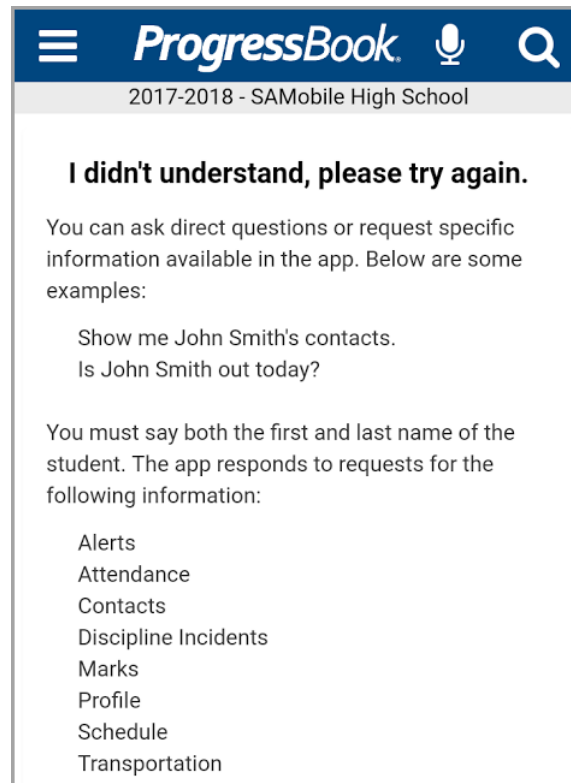 ProgressBook.
2017-2018 - SAMobile High School
I didn't understand, please try again.
You can ask direct questions or request specific
information available in the app. Below are some
examples:
Show me John Smith's contacts.
Is John Smith out today?
You must say both the first and last name of the
student. The app responds to requests for the
following information:
Alerts
Attendance
Contacts
Discipline Incidents
Marks
Profile
Schedule
Transportation